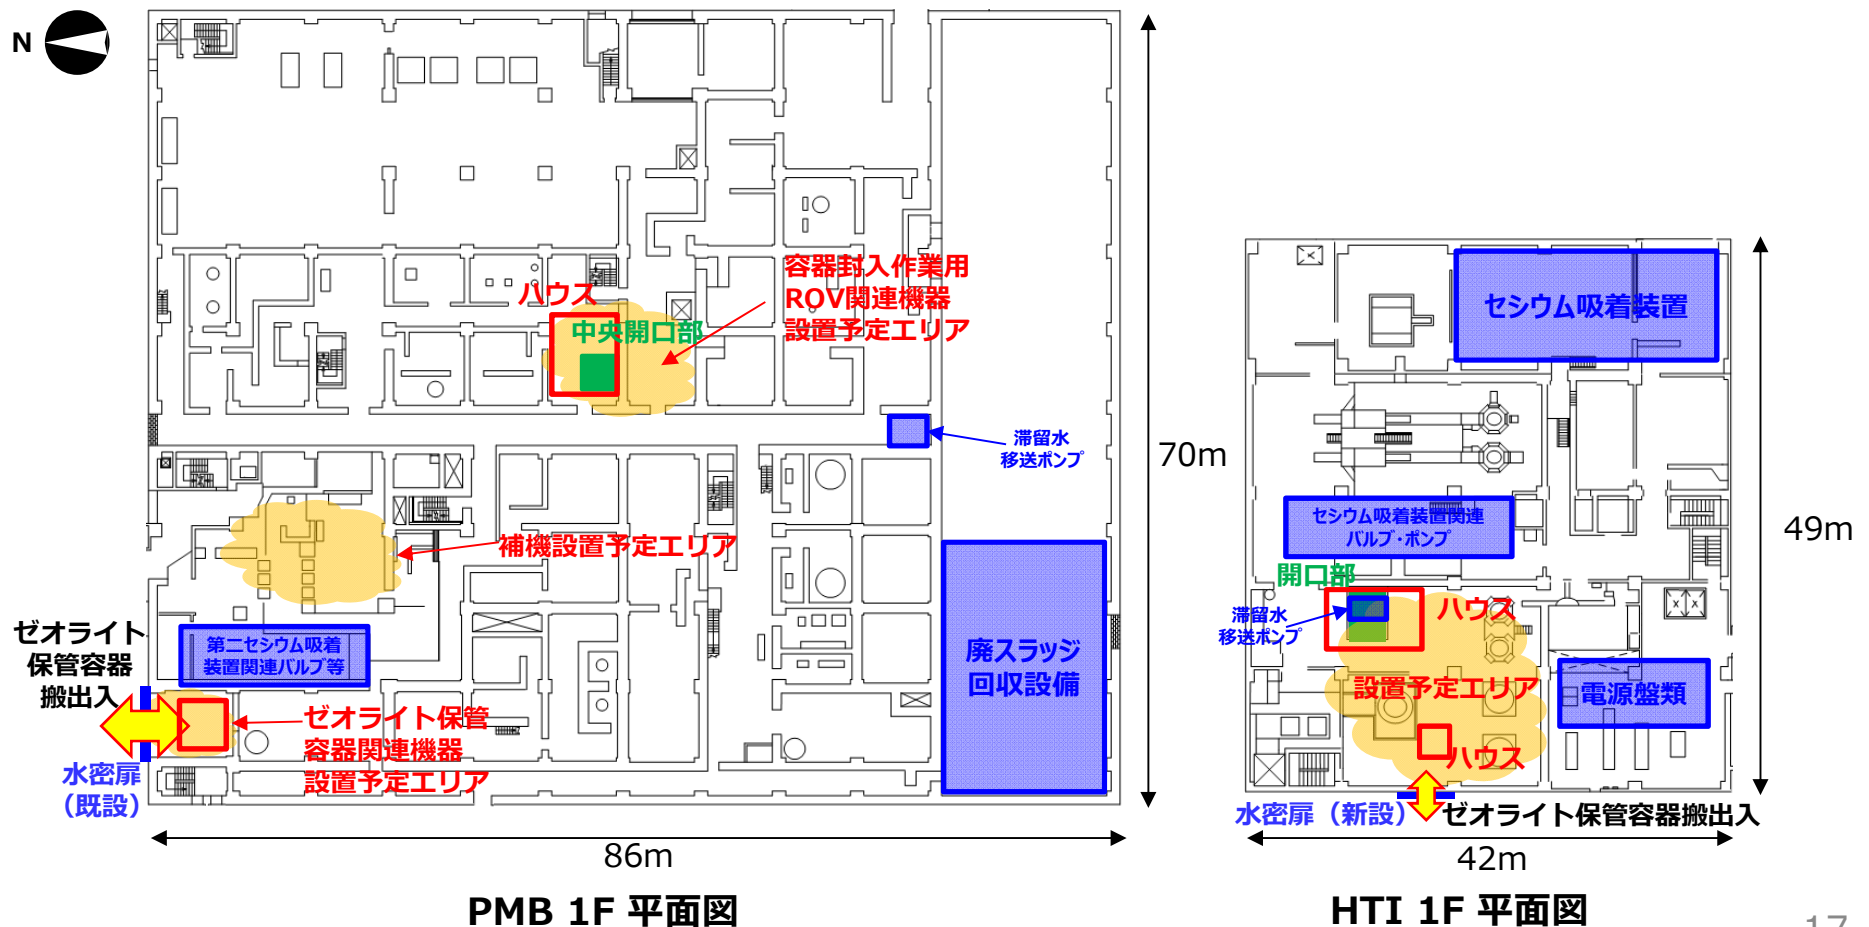 N
ハウス
中央開口部
容器封入作業用
ROV関連機器
設置予定エリア
滞留水
移送ポンプ
補機設置予定エリア
ゼオライト
保管容器
搬出入
第二セシウム吸着
装置関連バルブ等
ゼオライト保管
容器関連機器
設置予定エリア
水密扉
（既設）
廃スラッジ
回収設備
70m
86m
PMB 1F 平面図
セシウム吸着装置
セシウム吸着装置関連
バルブ・ポンプ
開口部
滞留水
移送ポンプ
ハウス
設置予定エリア
電源盤類
ハウス
水密扉（新設）
ゼオライト保管容器搬出入
49m
42m
HTI 1F 平面図
17